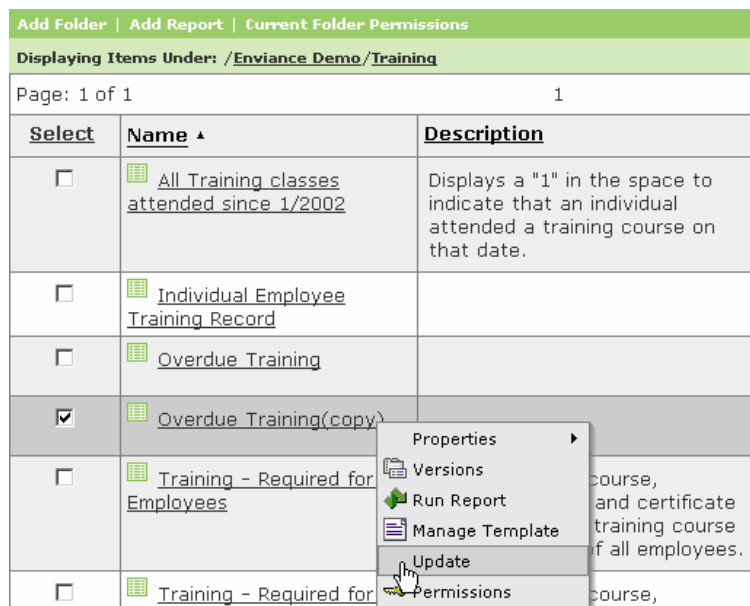 Add Folder | Add Report | Current Folder Permissions
Displaying Items Under: /Enviance Demo/Training
Page: 1 of 1 1
Select Name Description
All Training classes attended since 1/2002
Displays a "1" in the space to
indicate that an individual
attended a training course on
that date.
Individual Employee
Training Record
Overdue Training
Overdue Training(copy)
Properties
Versions
Run Report
Manage Template
Update
Permissions
Training - Required for
Employees
course,
and certificate
training course
of all employees.
Training - Required for
course,